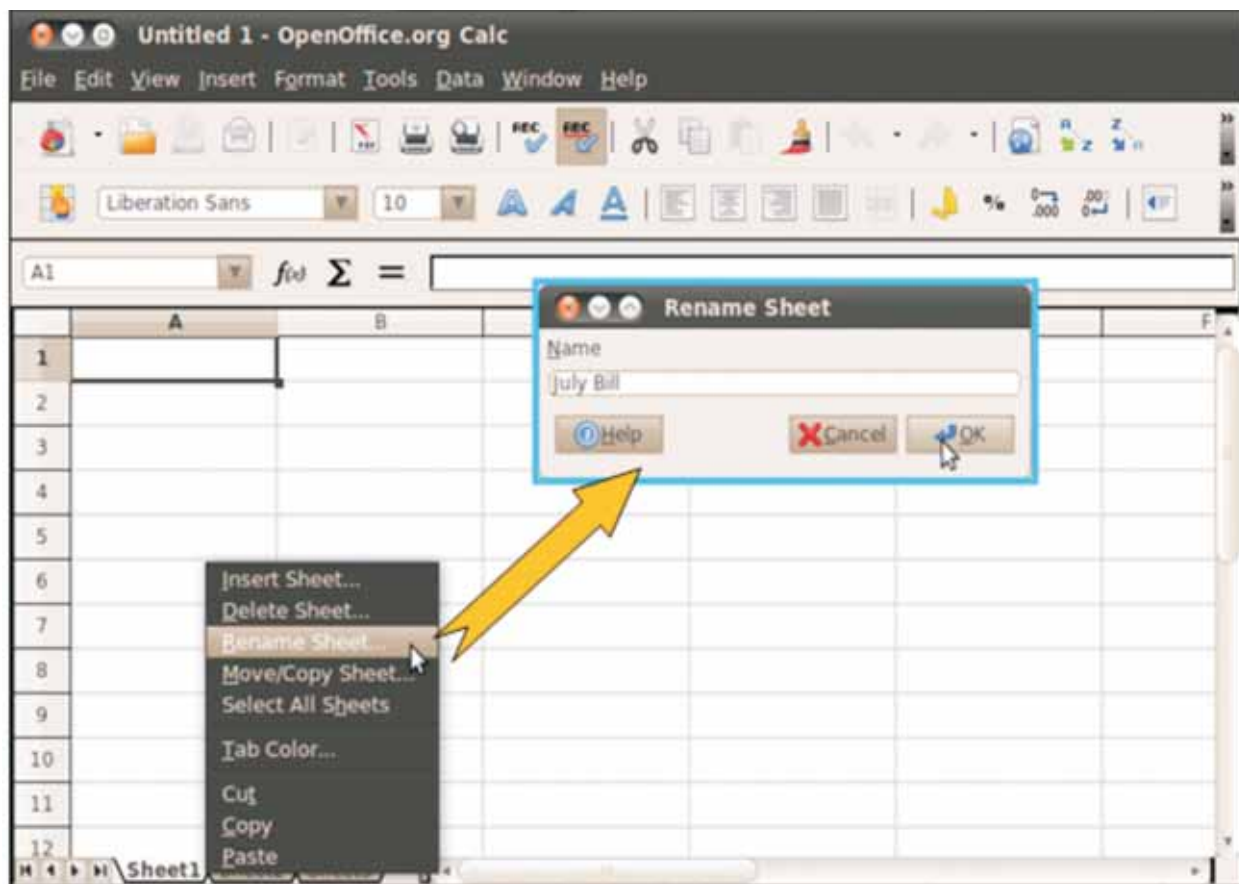 Untitled 1 - OpenOffice.org Calc
File Edit View Insert Format Tools Data Window Help
Liberation Sans 10
A1 f(x) Σ =
A B F
Rename Sheet
Name
July Bill
Help Cancel OK
1
2
3
4
5
6
7
8
9
10
11
12
Insert Sheet...
Delete Sheet...
Rename Sheet...
Move/Copy Sheet...
Select All Sheets
Tab Color...
Cut
Copy
Paste
Sheet1